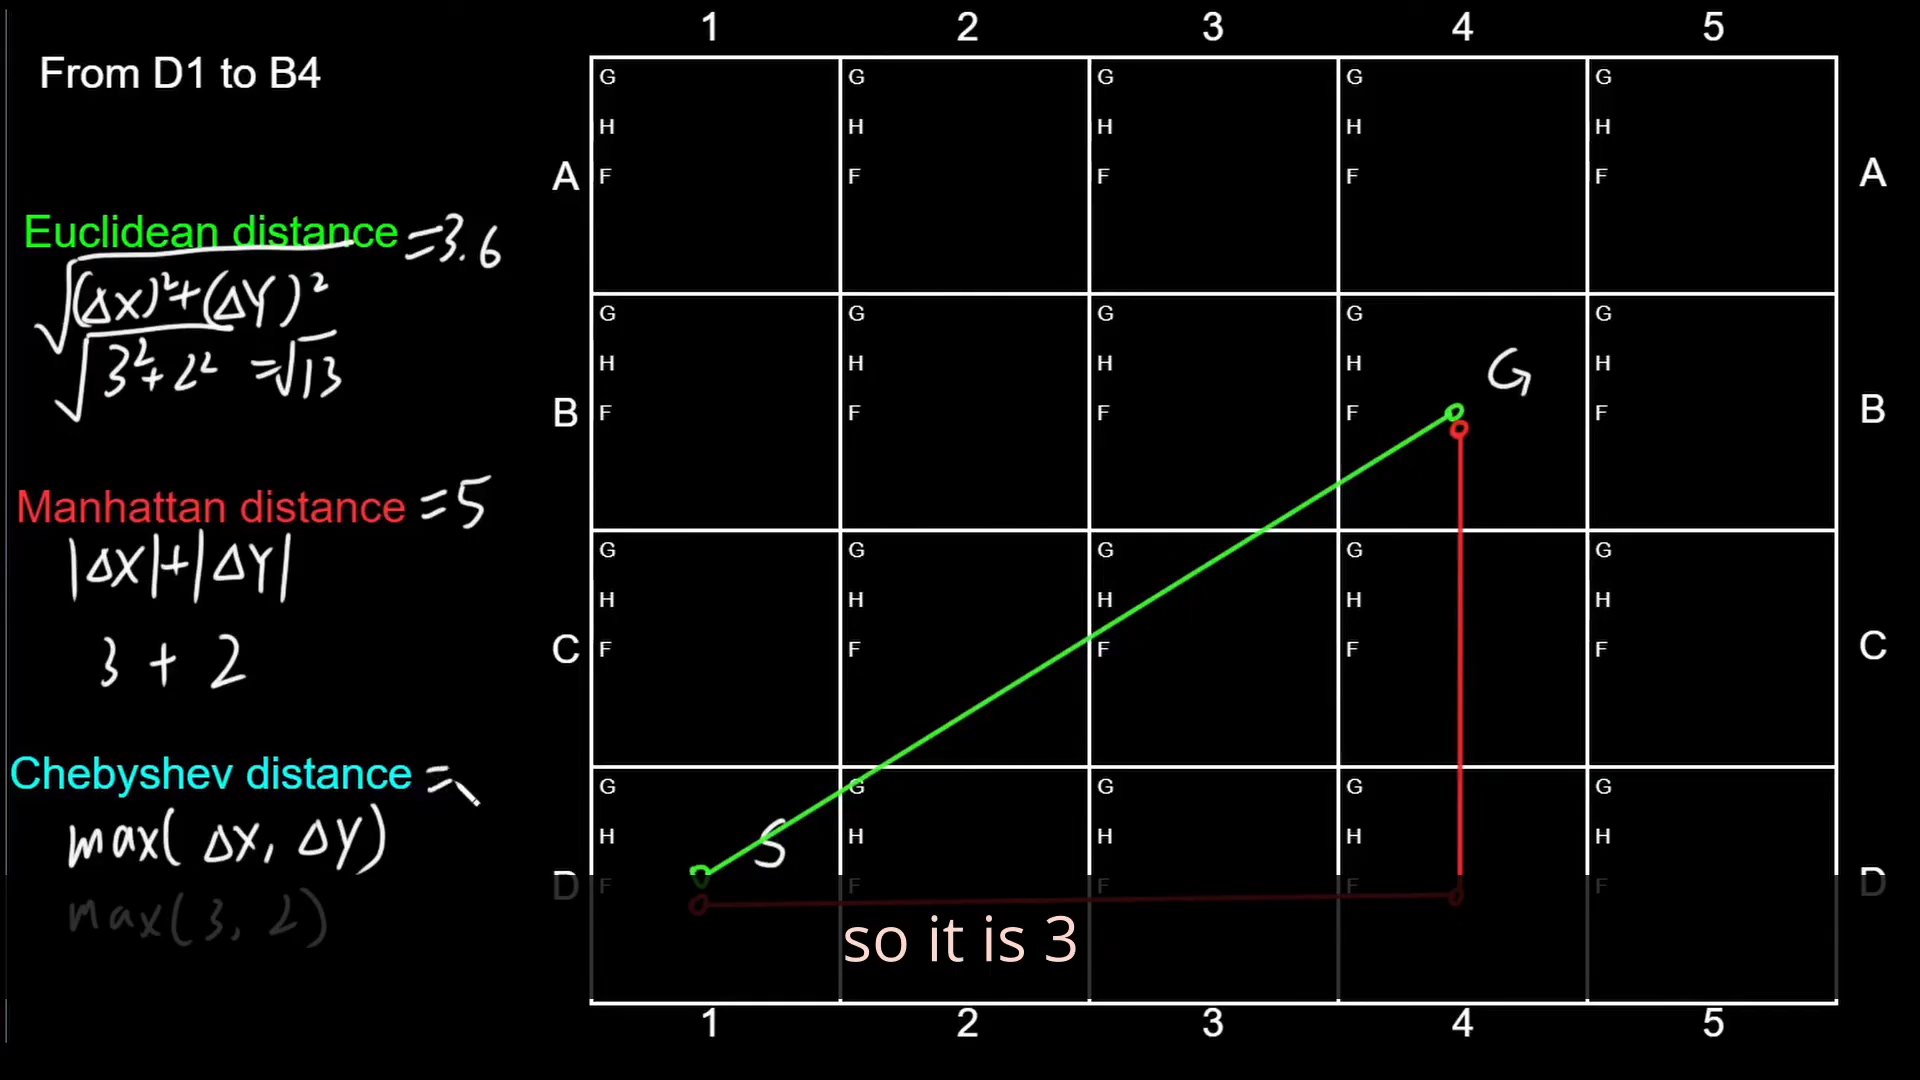 1 2 3 4 5
From D1 to B4
Euclidean distance =3.6
√(ΔX)²+(ΔY)²
√3²+2² =√13
Manhattan distance =5
|ΔX|+|ΔY|
3 + 2
Chebyshev distance =
max( ΔX, ΔY)
max(3, 2)
G G G G G
H H H H H
A F F F F F A
G G G G G
H H H H H
G
B F F F F F B
G G G G G
H H H H H
C F F F F F C
G G G G G
H H H H H
S
D F F F F F D
so it is 3
1 2 3 4 5